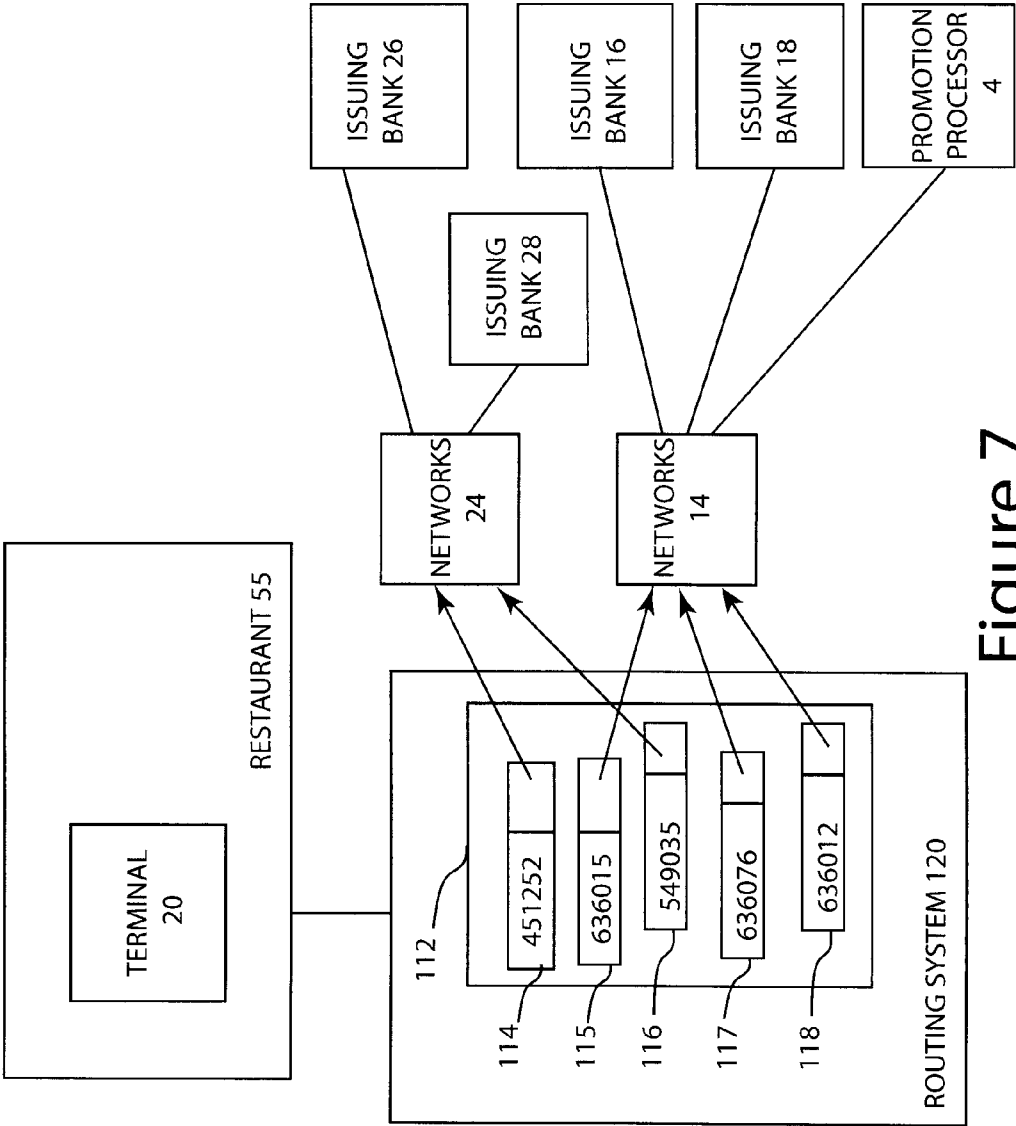 RESTAURANT 55
TERMINAL
20
ROUTING SYSTEM 120
112
114
451252
115
636015
116
549035
117
636076
118
636012
NETWORKS
24
NETWORKS
14
ISSUING
BANK 26
ISSUING
BANK 28
ISSUING
BANK 16
ISSUING
BANK 18
PROMOTION
PROCESSOR
4
Figure 7